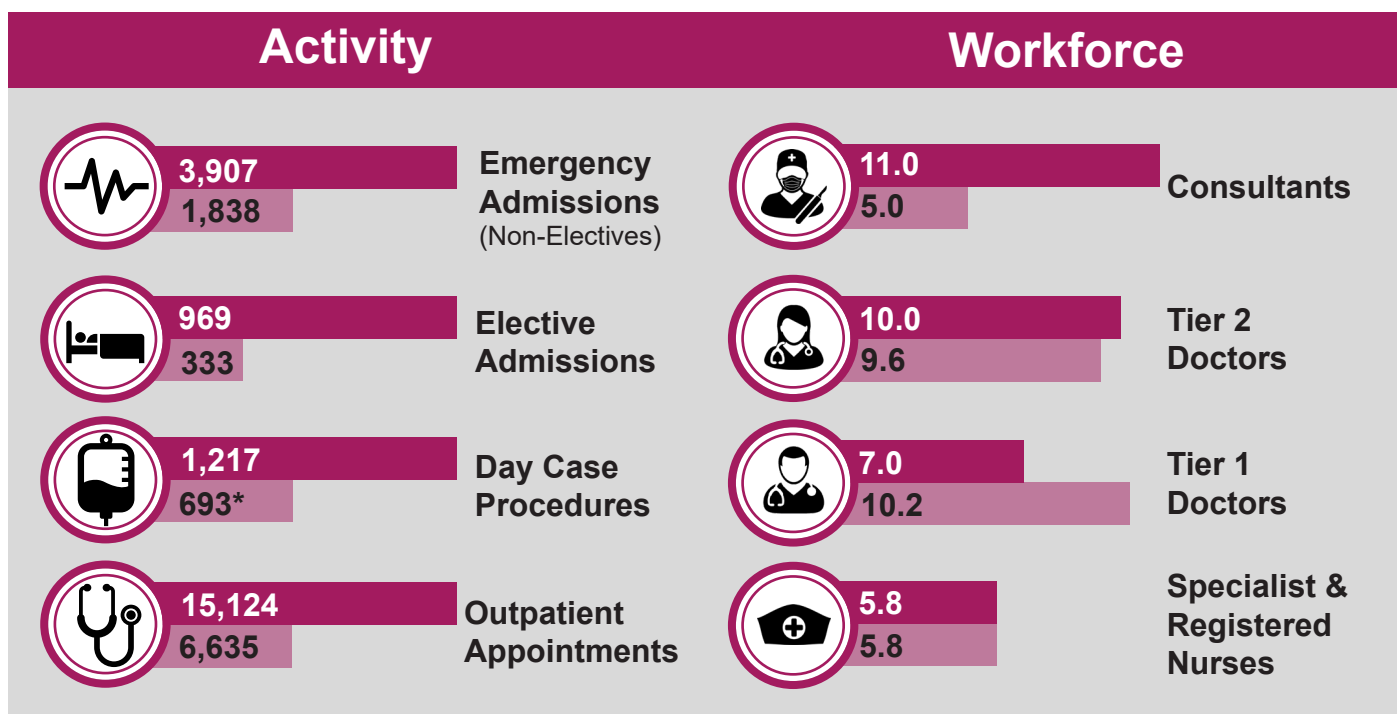 Activity
Workforce
3,907
1,838
Emergency
Admissions
(Non-Electives)
11.0
5.0
Consultants
969
333
Elective
Admissions
10.0
9.6
Tier 2
Doctors
1,217
693*
Day Case
Procedures
7.0
10.2
Tier 1
Doctors
15,124
6,635
Outpatient
Appointments
5.8
5.8
Specialist &
Registered
Nurses